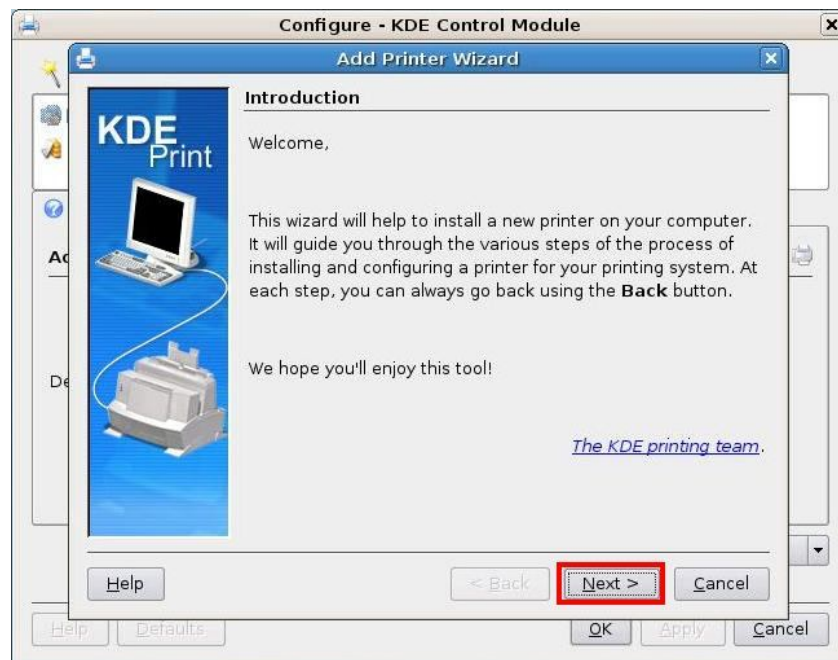 Configure - KDE Control Module
Add Printer Wizard
KDE
Print
Introduction
Welcome,
This wizard will help to install a new printer on your computer.
It will guide you through the various steps of the process of
installing and configuring a printer for your printing system. At
each step, you can always go back using the Back button.
We hope you'll enjoy this tool!
The KDE printing team.
Help
< Back
Next >
Cancel
Help
Defaults
OK
Apply
Cancel